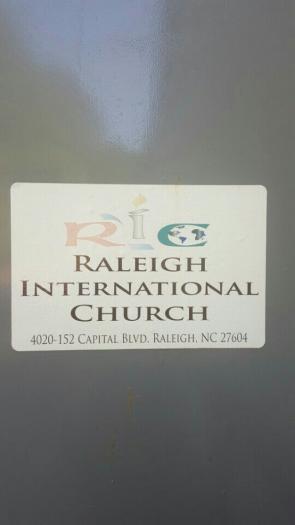 RIC
RALEIGH
INTERNATIONAL
CHURCH
4020-152 CAPITAL BLVD. RALEIGH, NC 27604